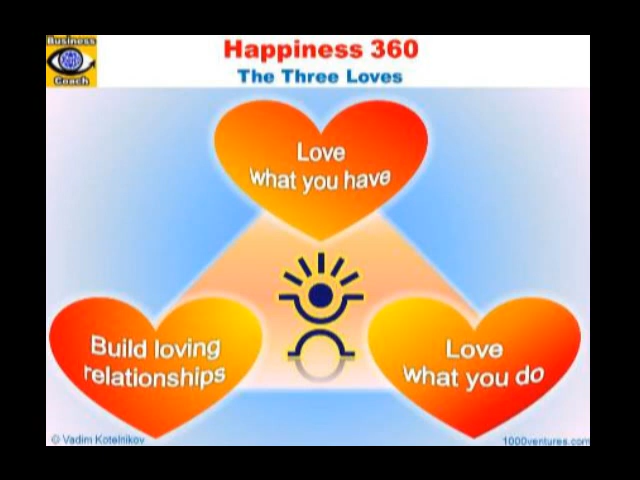 Business
Coach
Happiness 360
The Three Loves
Love
what you have
Build loving
relationships
Love
what you do
© Vadim Kotelnikov
1000ventures.com